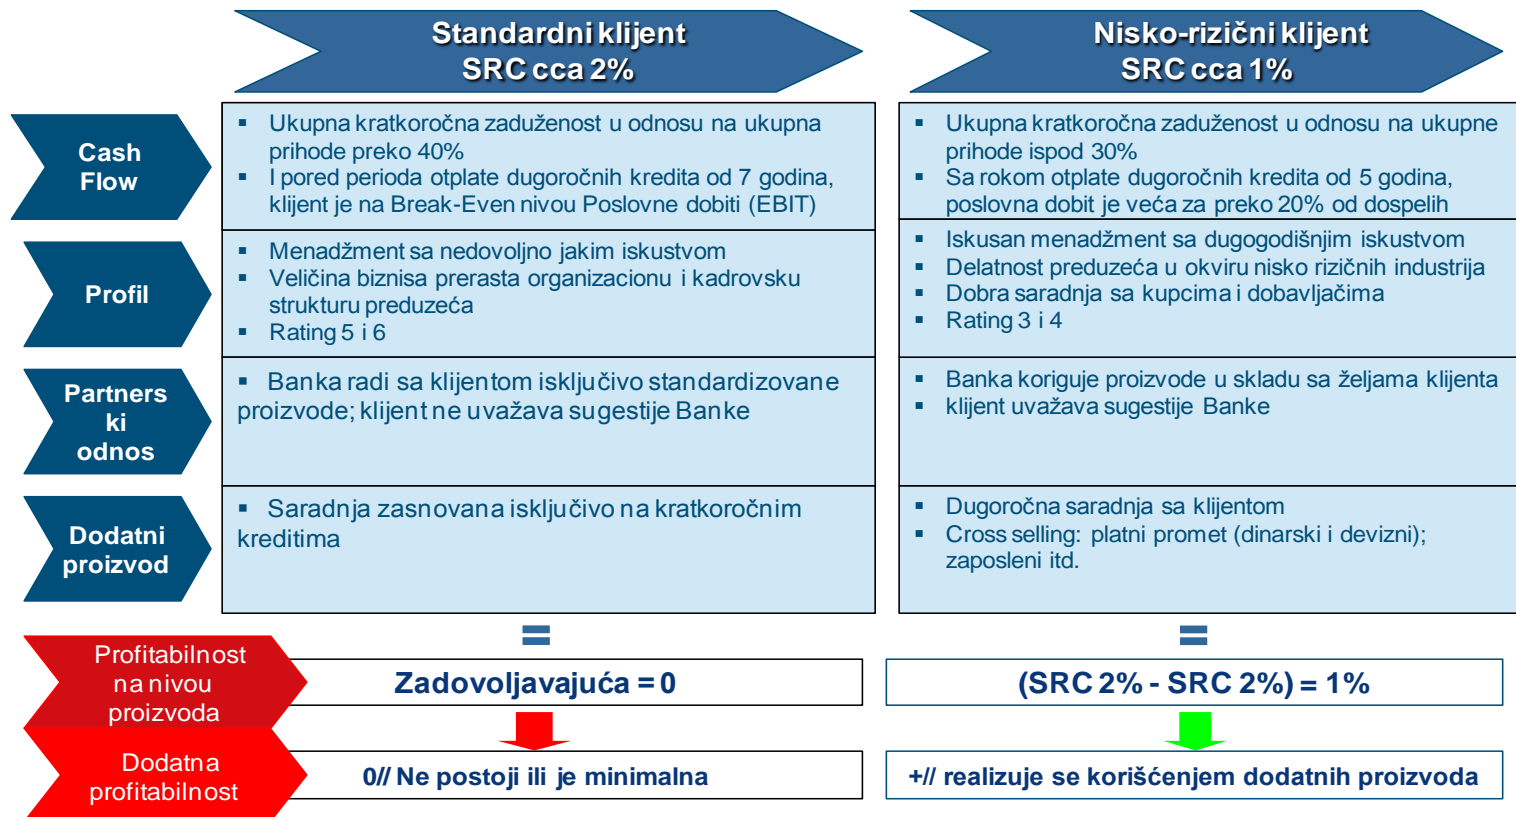 Standardni klijent
SRC cca 2%
Nisko-rizični klijent
SRC cca 1%
Cash
Flow
▪ Ukupna kratkoročna zaduženost u odnosu na ukupna
prihode preko 40%
▪ I pored perioda otplate dugoročnih kredita od 7 godina,
klijent je na Break-Even nivou Poslovne dobiti (EBIT)
▪ Ukupna kratkoročna zaduženost u odnosu na ukupne
prihode ispod 30%
▪ Sa rokom otplate dugoročnih kredita od 5 godina,
poslovna dobit je veća za preko 20% od dospelih
Profil
▪ Menadžment sa nedovoljno jakim iskustvom
▪ Veličina biznisa prerasta organizacionu i kadrovsku
strukturu preduzeća
▪ Rating 5 i 6
▪ Iskusan menadžment sa dugogodišnjim iskustvom
▪ Delatnost preduzeća u okviru nisko rizičnih industrija
▪ Dobra saradnja sa kupcima i dobavljačima
▪ Rating 3 i 4
Partners
ki
odnos
▪ Banka radi sa klijentom isključivo standardizovane
proizvode; klijent ne uvažava sugestije Banke
▪ Banka koriguje proizvode u skladu sa željama klijenta
▪ klijent uvažava sugestije Banke
Dodatni
proizvod
▪ Saradnja zasnovana isključivo na kratkoročnim
kreditima
▪ Dugoročna saradnja sa klijentom
▪ Cross selling: platni promet (dinarski i devizni);
zaposleni itd.
=
=
Profitabilnost
na nivou
proizvoda
Zadovoljavajuća = 0
(SRC 2% - SRC 2%) = 1%
Dodatna
profitabilnost
0// Ne postoji ili je minimalna
+// realizuje se korišćenjem dodatnih proizvoda